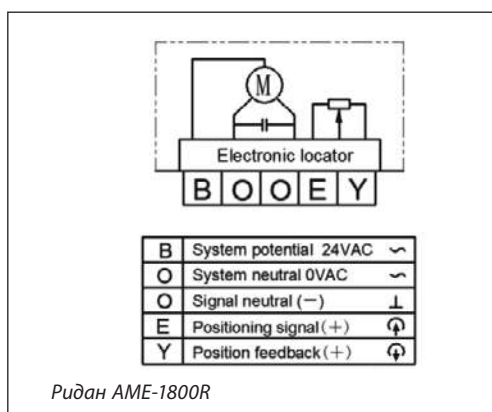 M
Electronic locator
B O O E Y
B System potential 24VAC ∽
O System neutral 0VAC ∽
O Signal neutral (—) ⊥
E Positioning signal (+)
Y Position feedback (+)
Ридан AME-1800R